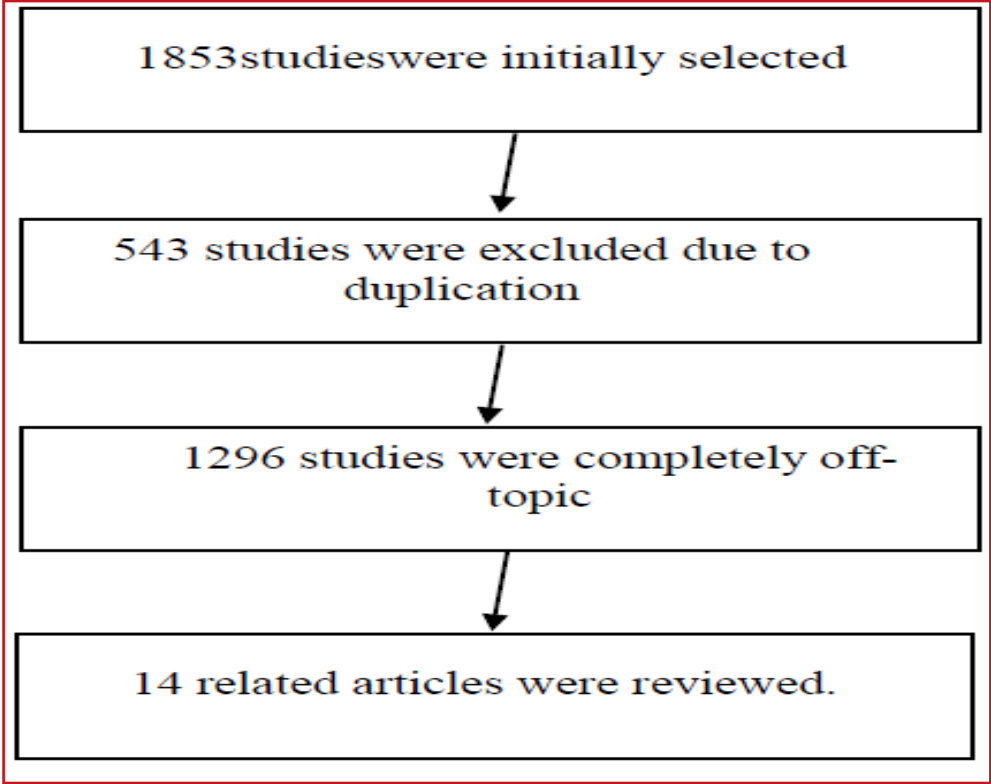 1853studieswere initially selected
543 studies were excluded due to
duplication
1296 studies were completely off-
topic
14 related articles were reviewed.